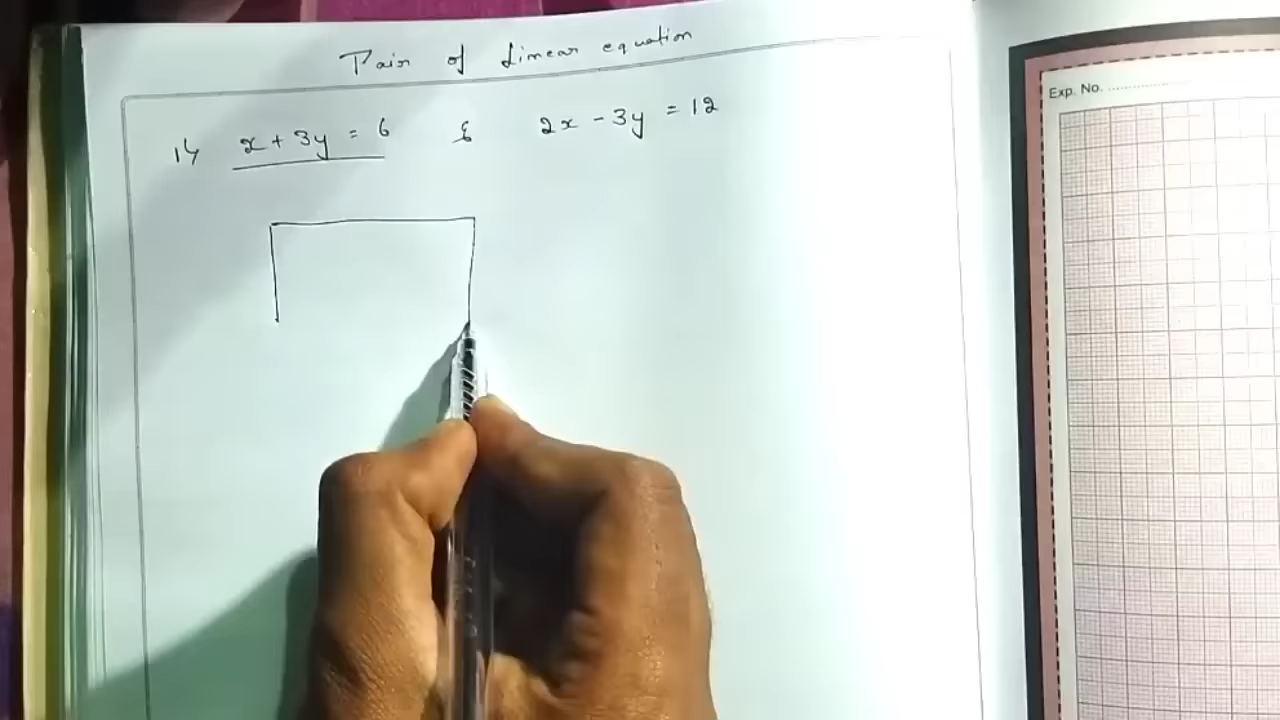 Pair of Linear equation
1) x + 3y = 6 & 2x - 3y = 12
Exp. No. ..................